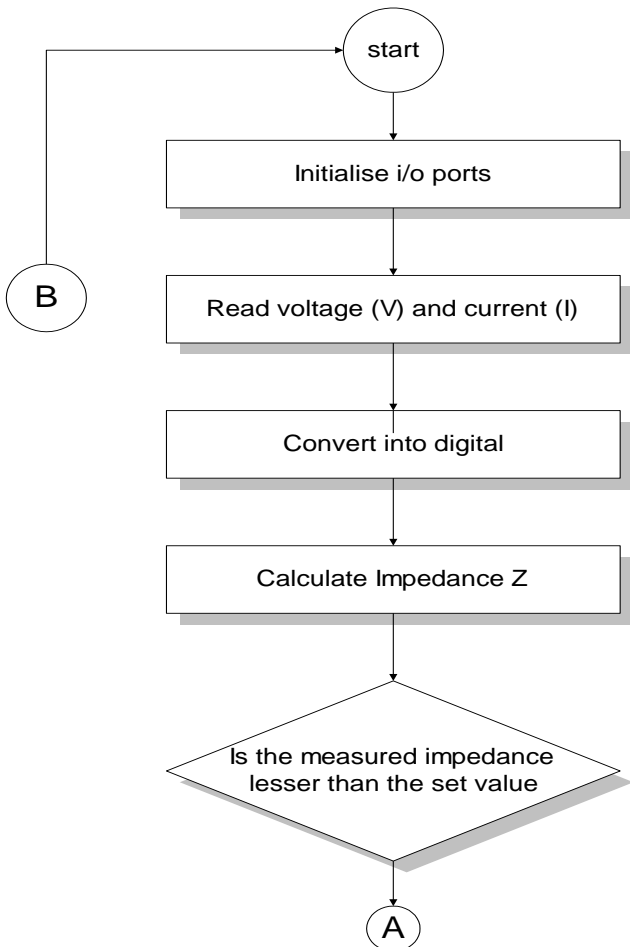 start
Initialise i/o ports
B
Read voltage (V) and current (I)
Convert into digital
Calculate Impedance Z
Is the measured impedance
lesser than the set value
A